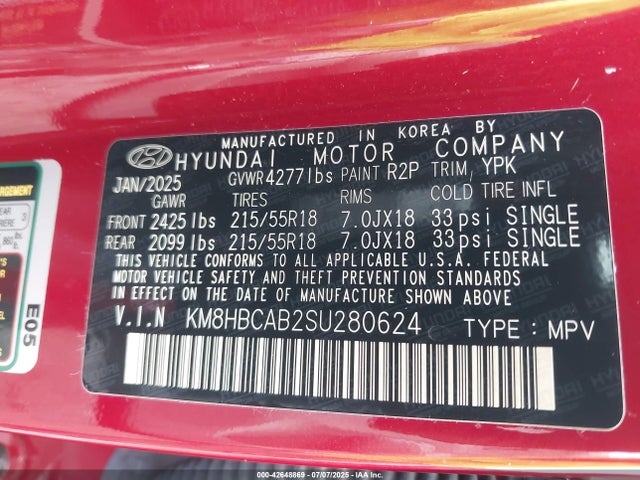 MANUFACTURED IN KOREA BY
HYUNDAI MOTOR COMPANY
JAN/2025 GVWR 4277lbs PAINT R2P TRIM, YPK
GAWR TIRES RIMS COLD TIRE INFL
FRONT 2425 lbs 215/55R18 7.0JX18 33psi SINGLE
REAR 2099 lbs 215/55R18 7.0JX18 33psi SINGLE
THIS VEHICLE CONFORMS TO ALL APPLICABLE U.S.A. FEDERAL
MOTOR VEHICLE SAFETY AND THEFT PREVENTION STANDARDS
IN EFFECT ON THE DATE OF MANUFACTURE SHOWN ABOVE.
V.I.N KM8HBCAB2SU280624 TYPE : MPV
E05
00-42648869 | 07/07/2025 | Copyright © IAA, LLC